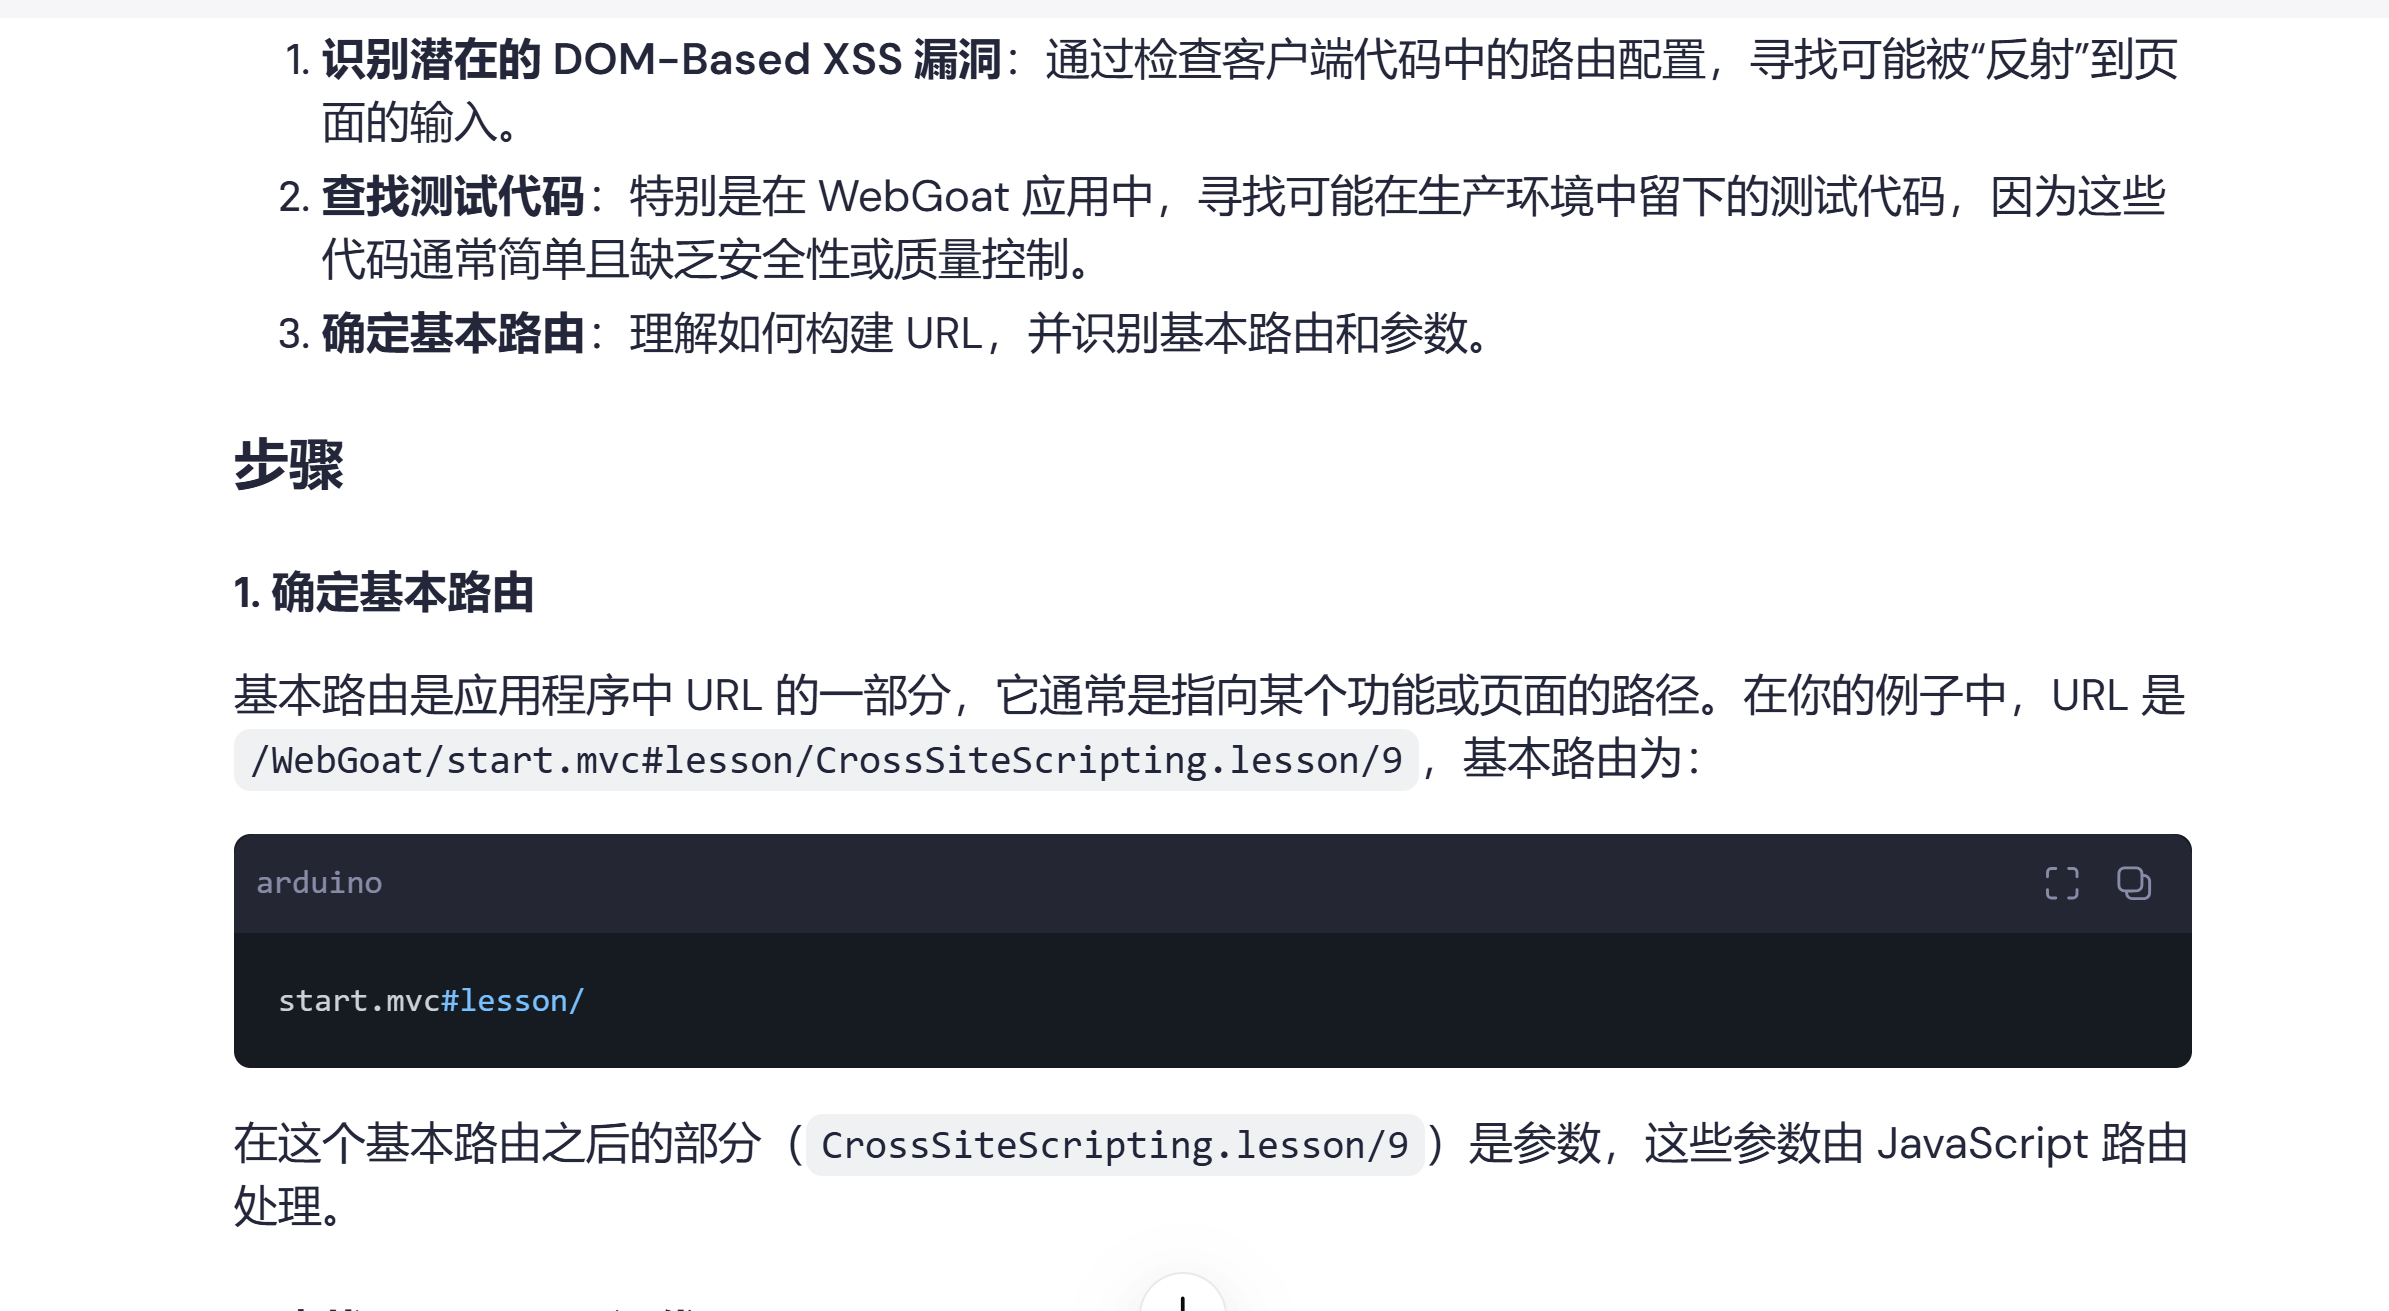 1. 识别潜在的 DOM-Based XSS 漏洞：通过检查客户端代码中的路由配置，寻找可能被“反射”到页
面的输入。
2. 查找测试代码：特别是在 WebGoat 应用中，寻找可能在生产环境中留下的测试代码，因为这些
代码通常简单且缺乏安全性或质量控制。
3. 确定基本路由：理解如何构建 URL，并识别基本路由和参数。
步骤
1. 确定基本路由
基本路由是应用程序中 URL 的一部分，它通常是指向某个功能或页面的路径。在你的例子中，URL 是
/WebGoat/start.mvc#lesson/CrossSiteScripting.lesson/9，基本路由为：
arduino
start.mvc#lesson/
在这个基本路由之后的部分（CrossSiteScripting.lesson/9）是参数，这些参数由 JavaScript 路由
处理。